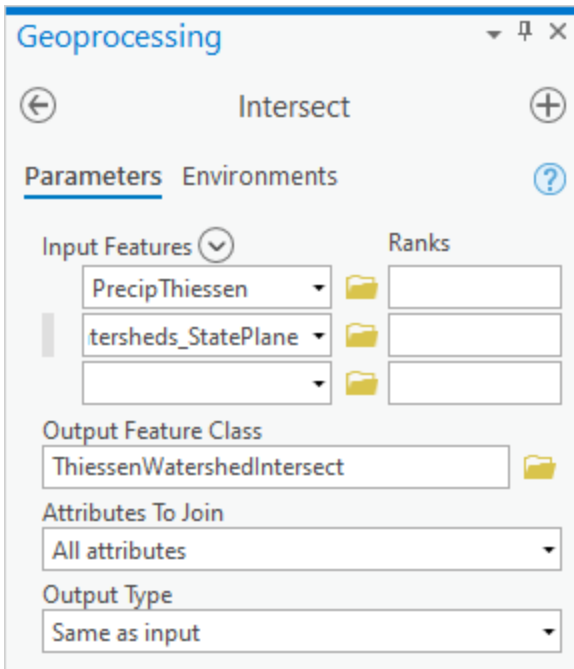 Geoprocessing
Intersect
Parameters Environments
Input Features Ranks
PrecipThiessen
tersheds_StatePlane
Output Feature Class
ThiessenWatershedIntersect
Attributes To Join
All attributes
Output Type
Same as input